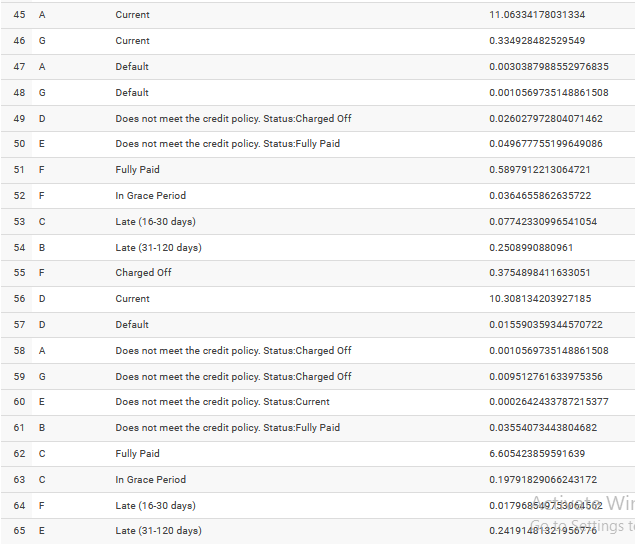 45 A Current 11.06334178031334
46 G Current 0.334928482529549
47 A Default 0.0030387988552976835
48 G Default 0.0010569735148861508
49 D Does not meet the credit policy. Status:Charged Off 0.026027972804071462
50 E Does not meet the credit policy. Status:Fully Paid 0.049677755199649086
51 F Fully Paid 0.5897912213064721
52 F In Grace Period 0.0364655862635722
53 C Late (16-30 days) 0.07742330996541054
54 B Late (31-120 days) 0.2508990880961
55 F Charged Off 0.3754898411633051
56 D Current 10.308134203927185
57 D Default 0.015590359344570722
58 A Does not meet the credit policy. Status:Charged Off 0.0010569735148861508
59 G Does not meet the credit policy. Status:Charged Off 0.009512761633975356
60 E Does not meet the credit policy. Status:Current 0.0002642433787215377
61 B Does not meet the credit policy. Status:Fully Paid 0.03554073443804682
62 C Fully Paid 6.605423859591639
63 C In Grace Period 0.19791829066243172
64 F Late (16-30 days) 0.017968549753064562
Activate Win
65 E Late (31-120 days) 0.24191481321956776
Go to Settings t